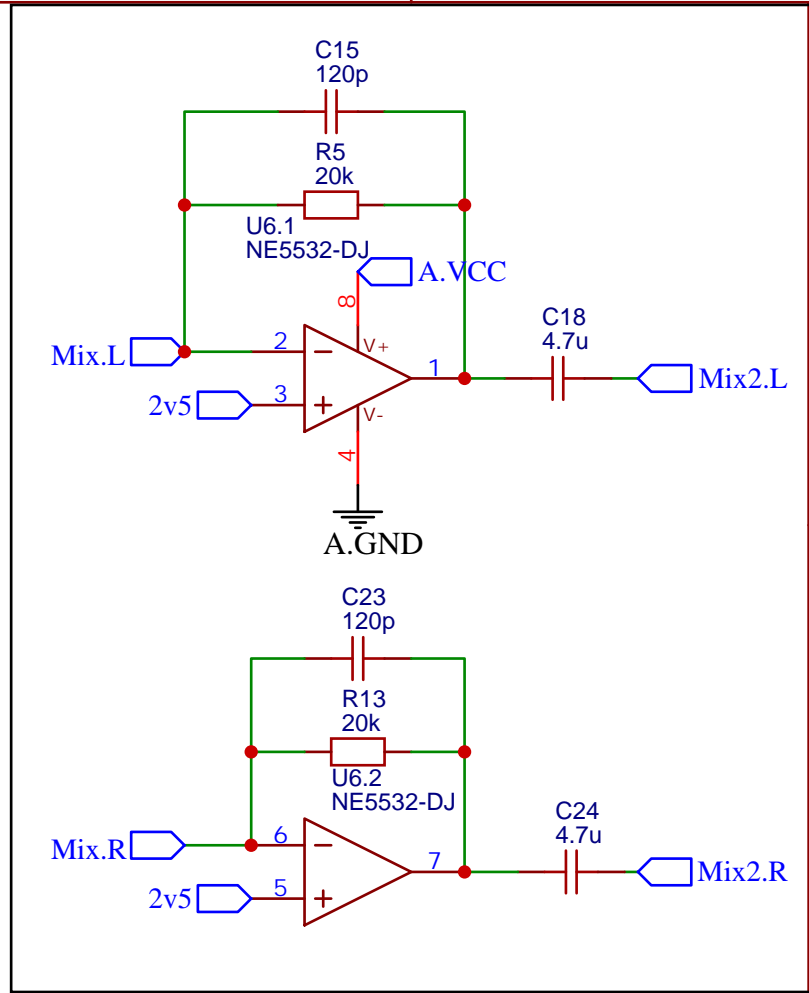 C15
120p
R5
20k
U6.1
NE5532-DJ
A.VCC
8
V+
Mix.L
2
1
C18
4.7u
Mix2.L
2v5
3
V-
4
A.GND
C23
120p
R13
20k
U6.2
NE5532-DJ
Mix.R
6
7
C24
4.7u
Mix2.R
2v5
5